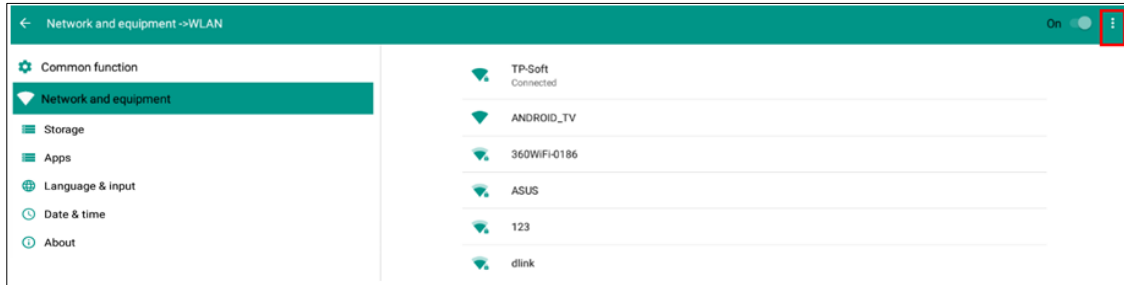 Network and equipment ->WLAN
On
Common function
Network and equipment
Storage
Apps
Language & input
Date & time
About
TP-Soft
Connected
ANDROID_TV
360WiFi-0186
ASUS
123
dlink